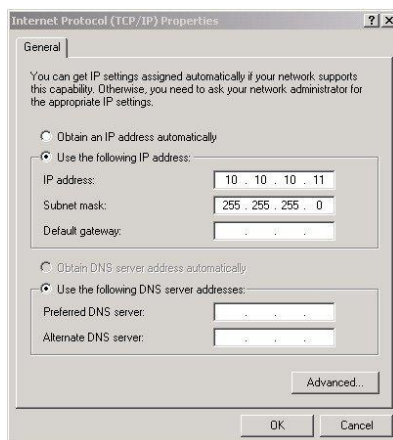 Internet Protocol (TCP/IP) Properties
General
You can get IP settings assigned automatically if your network supports
this capability. Otherwise, you need to ask your network administrator for
the appropriate IP settings.
Obtain an IP address automatically
Use the following IP address:
IP address: 10 . 10 . 10 . 11
Subnet mask: 255 . 255 . 255 . 0
Default gateway: . . .
Obtain DNS server address automatically
Use the following DNS server addresses:
Preferred DNS server: . . .
Alternate DNS server: . . .
Advanced...
OK Cancel